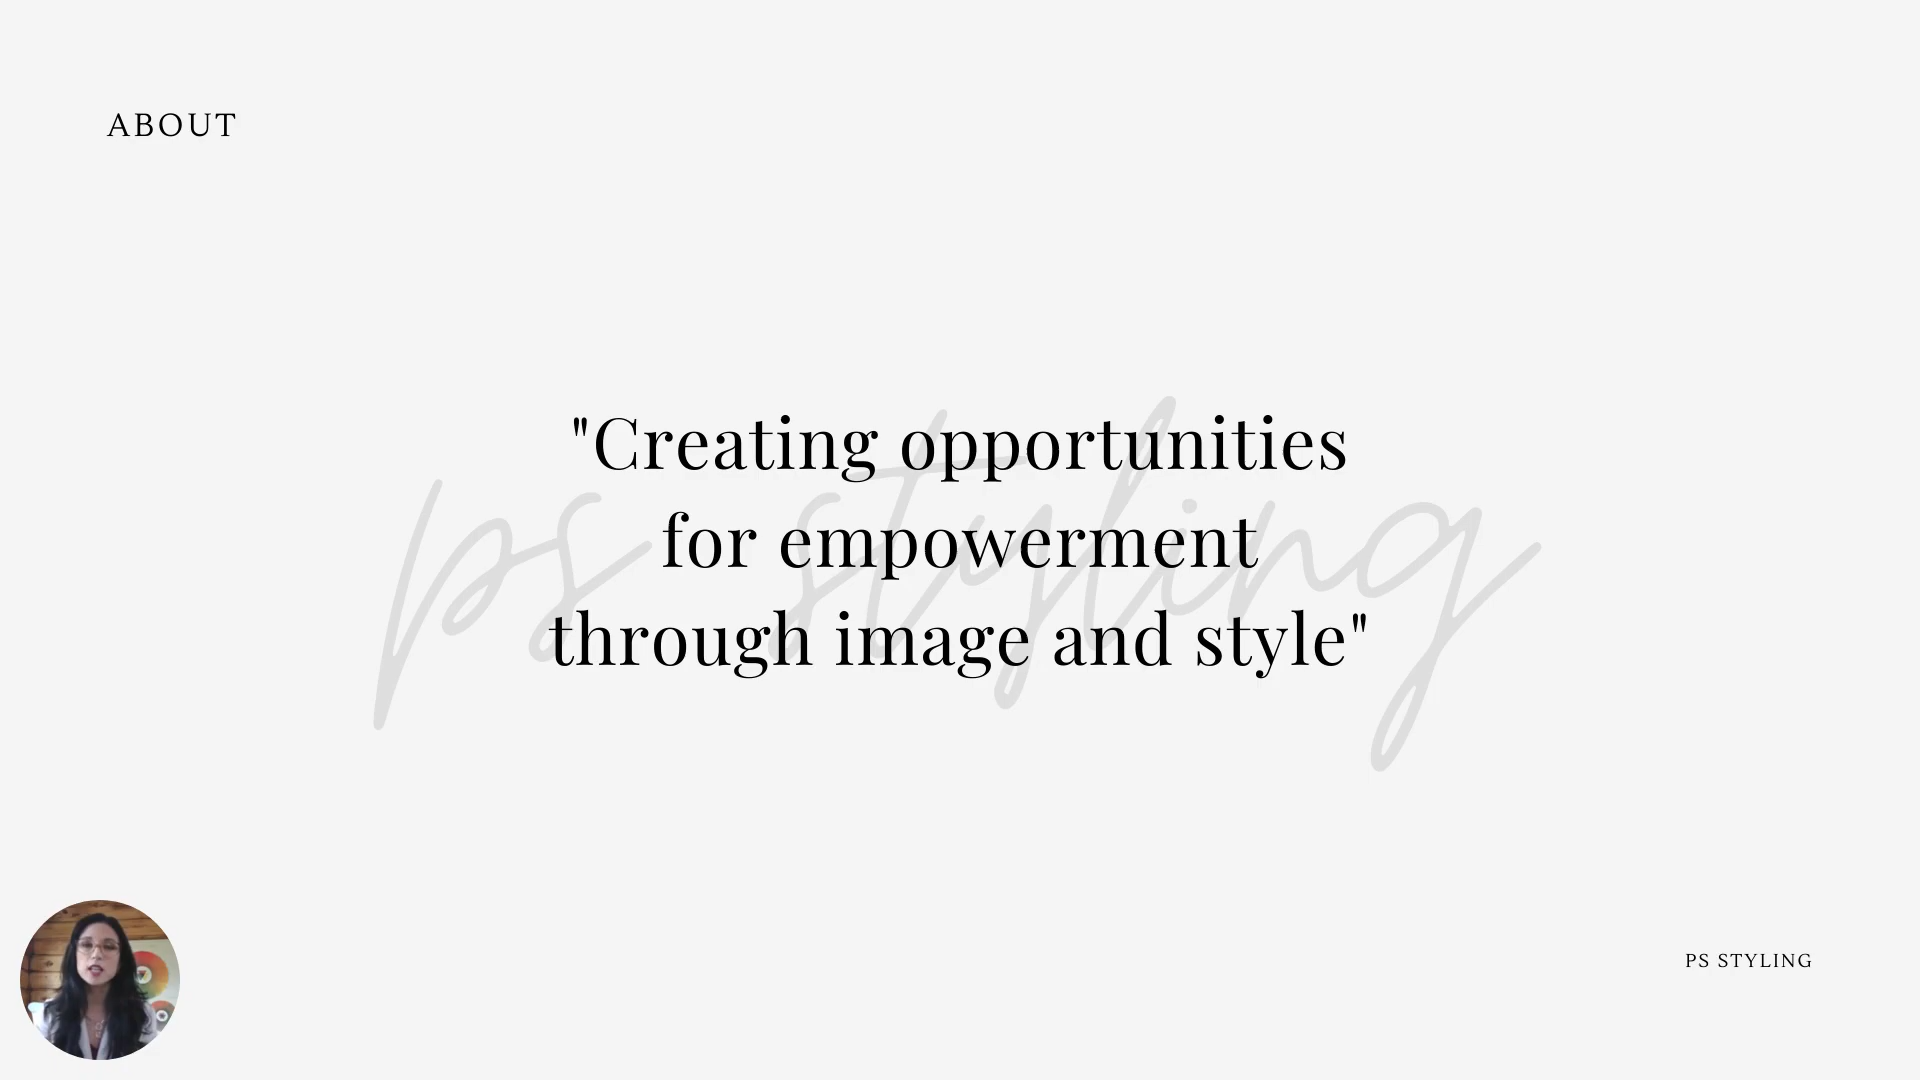 ABOUT
ps styling
"Creating opportunities
for empowerment
through image and style"
PS STYLING